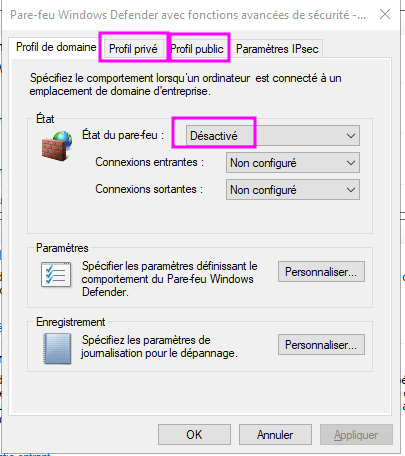 Pare-feu Windows Defender avec fonctions avancées de sécurité -...
Profil de domaine Profil privé Profil public Paramètres IPsec
Spécifiez le comportement lorsqu'un ordinateur est connecté à un
emplacement de domaine d'entreprise.
État
État du pare-feu : Désactivé
Connexions entrantes : Non configuré
Connexions sortantes : Non configuré
Paramètres
Spécifier les paramètres définissant le
comportement du Pare-feu Windows
Defender.
Personnaliser...
Enregistrement
Spécifiez les paramètres de
journalisation pour le dépannage.
Personnaliser...
OK Annuler Appliquer